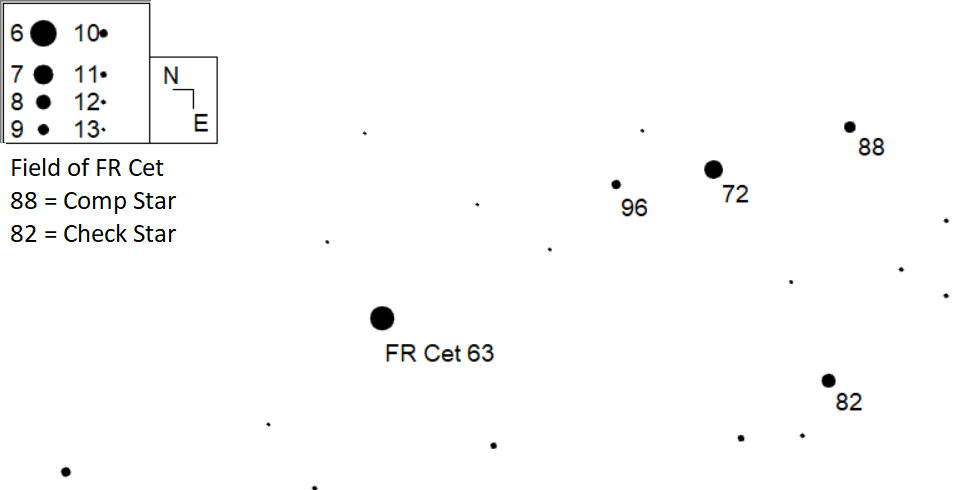 6 10
7 11
8 12
9 13
N
E
Field of FR Cet
88 = Comp Star
82 = Check Star
88
72
96
FR Cet 63
82